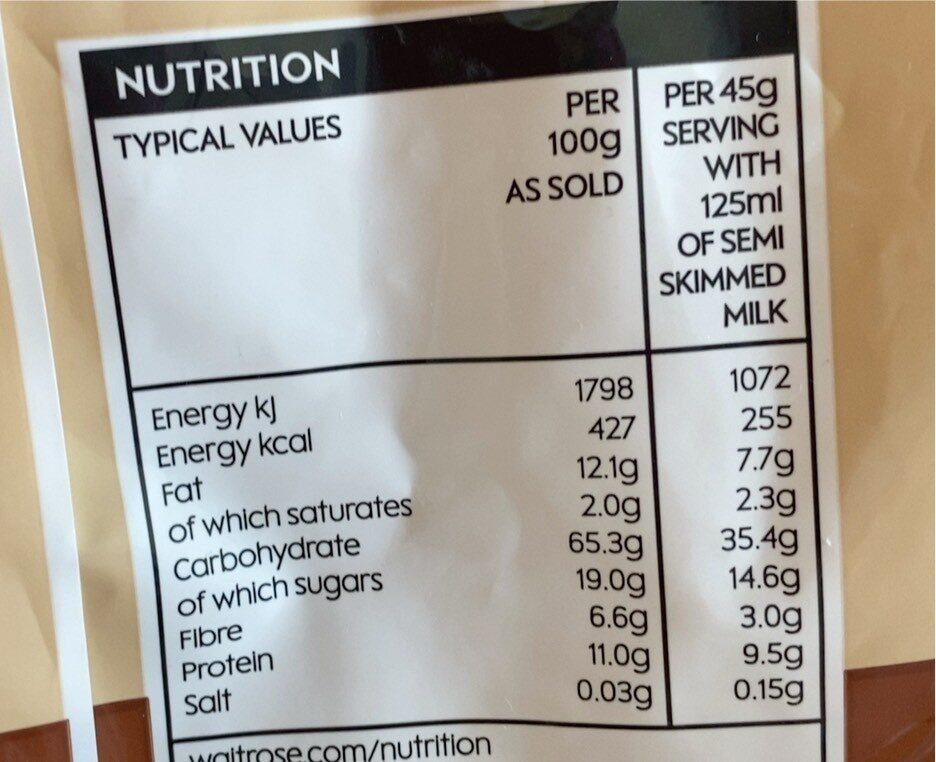 NUTRITION
TYPICAL VALUES
PER
100g
AS SOLD
PER 45g
SERVING
WITH
125ml
OF SEMI
SKIMMED
MILK
Energy kJ 1798 1072
Energy kcal 427 255
Fat 12.1g 7.7g
of which saturates 2.0g 2.3g
Carbohydrate 65.3g 35.4g
of which sugars 19.0g 14.6g
Fibre 6.6g 3.0g
Protein 11.0g 9.5g
Salt 0.03g 0.15g
waitrose.com/nutrition